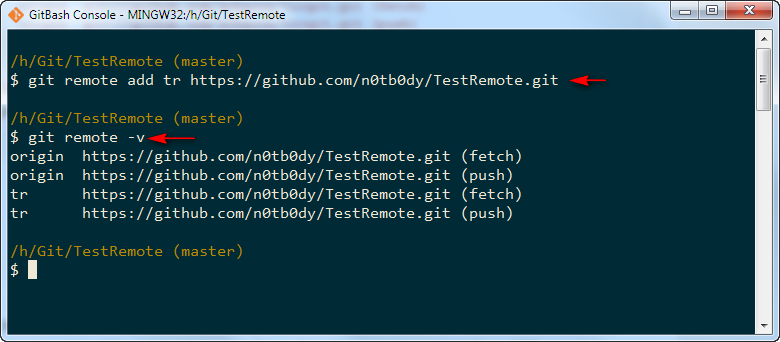 GitBash Console - MINGW32:/h/Git/TestRemote
/h/Git/TestRemote (master)
$ git remote add tr https://github.com/n0tb0dy/TestRemote.git
/h/Git/TestRemote (master)
$ git remote -v
origin  https://github.com/n0tb0dy/TestRemote.git (fetch)
origin  https://github.com/n0tb0dy/TestRemote.git (push)
tr      https://github.com/n0tb0dy/TestRemote.git (fetch)
tr      https://github.com/n0tb0dy/TestRemote.git (push)
/h/Git/TestRemote (master)
$